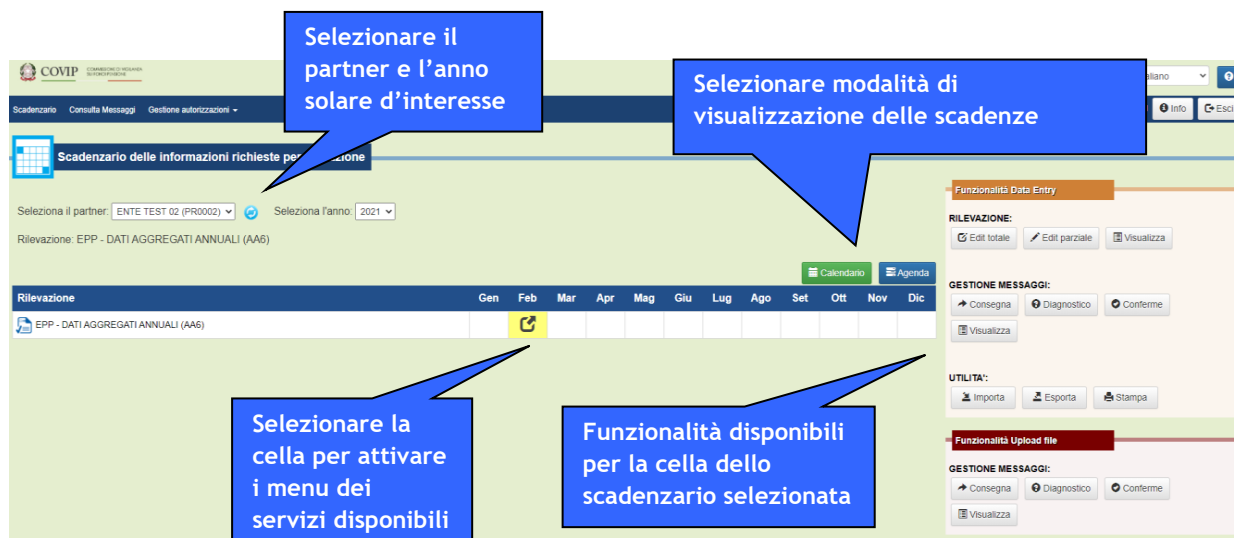 Selezionare il
partner e l’anno
solare d’interesse
Selezionare modalità di
visualizzazione delle scadenze
COVIP
aliano
Scadenzario Consulta Messaggi Gestione autorizzazioni
Info Esci
Scadenzario delle informazioni richieste per
Seleziona il partner: ENTE TEST 02 (PR0002) Seleziona l'anno: 2021
Rilevazione: EPP - DATI AGGREGATI ANNUALI (AA6)
Calendario Agenda
Rilevazione Gen Feb Mar Apr Mag Giu Lug Ago Set Ott Nov Dic
EPP - DATI AGGREGATI ANNUALI (AA6)
Selezionare la
cella per attivare
i menu dei
servizi disponibili
Funzionalità disponibili
per la cella dello
scadenzario selezionata
Funzionalità Data Entry
RILEVAZIONE:
Edit totale Edit parziale Visualizza
GESTIONE MESSAGGI:
Consegna Diagnostico Conferme
Visualizza
UTILITA':
Importa Esporta Stampa
Funzionalità Upload file
GESTIONE MESSAGGI:
Consegna Diagnostico Conferme
Visualizza